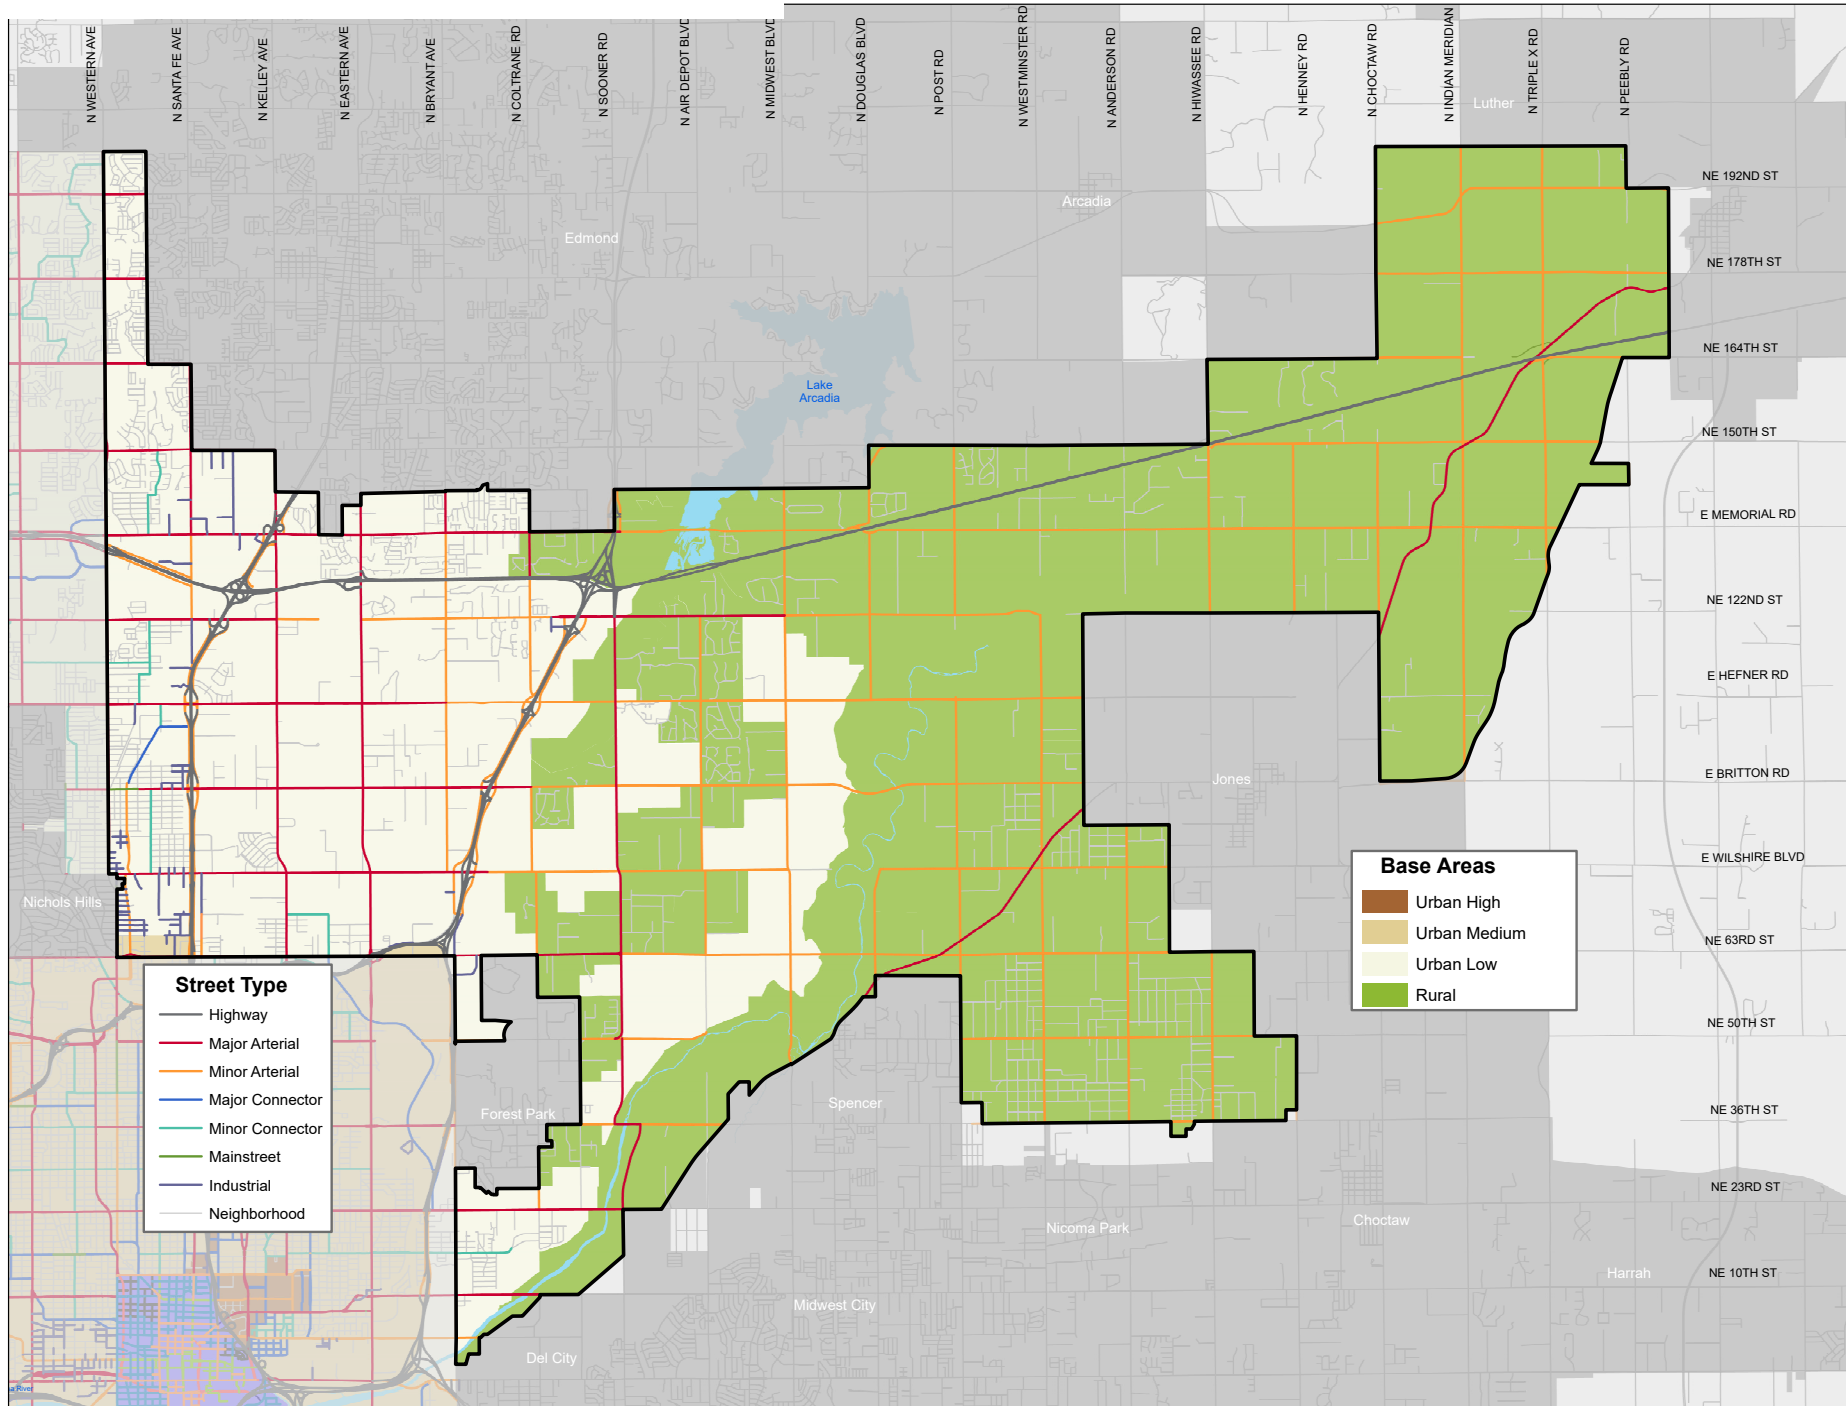 N WESTERN AVE
N SANTA FE AVE
N KELLEY AVE
N EASTERN AVE
N BRYANT AVE
N COLTRANE RD
N SOONER RD
N AIR DEPOT BLVD
N MIDWEST BLVD
N DOUGLAS BLVD
N POST RD
N WESTMINSTER RD
N ANDERSON RD
N HIWASSEE RD
N HENNEY RD
N CHOCTAW RD
N INDIAN MERIDIAN
N TRIPLE X RD
N PEEBLY RD
Luther
NE 192ND ST
Arcadia
Edmond
NE 178TH ST
NE 164TH ST
Lake
Arcadia
NE 150TH ST
E MEMORIAL RD
NE 122ND ST
E HEFNER RD
E BRITTON RD
Jones
E WILSHIRE BLVD
Base Areas
Urban High
Urban Medium
Urban Low
Rural
Nichols Hills
NE 63RD ST
Street Type
Highway
Major Arterial
Minor Arterial
Major Connector
Minor Connector
Mainstreet
Industrial
Neighborhood
NE 50TH ST
Forest Park
Spencer
NE 36TH ST
NE 23RD ST
Nicoma Park
Choctaw
Harrah
NE 10TH ST
Midwest City
Del City
River